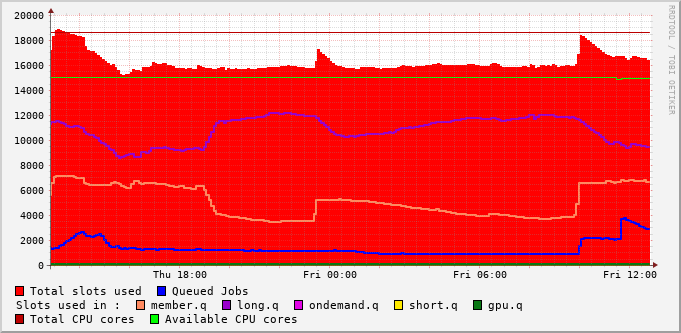 20000
18000
16000
14000
12000
10000
8000
6000
4000
2000
0
Thu 18:00 Fri 00:00 Fri 06:00 Fri 12:00
Total slots used Queued Jobs
Slots used in : member.q long.q ondemand.q short.q gpu.q
Total CPU cores Available CPU cores
RRDTOOL / TOBI OETIKER